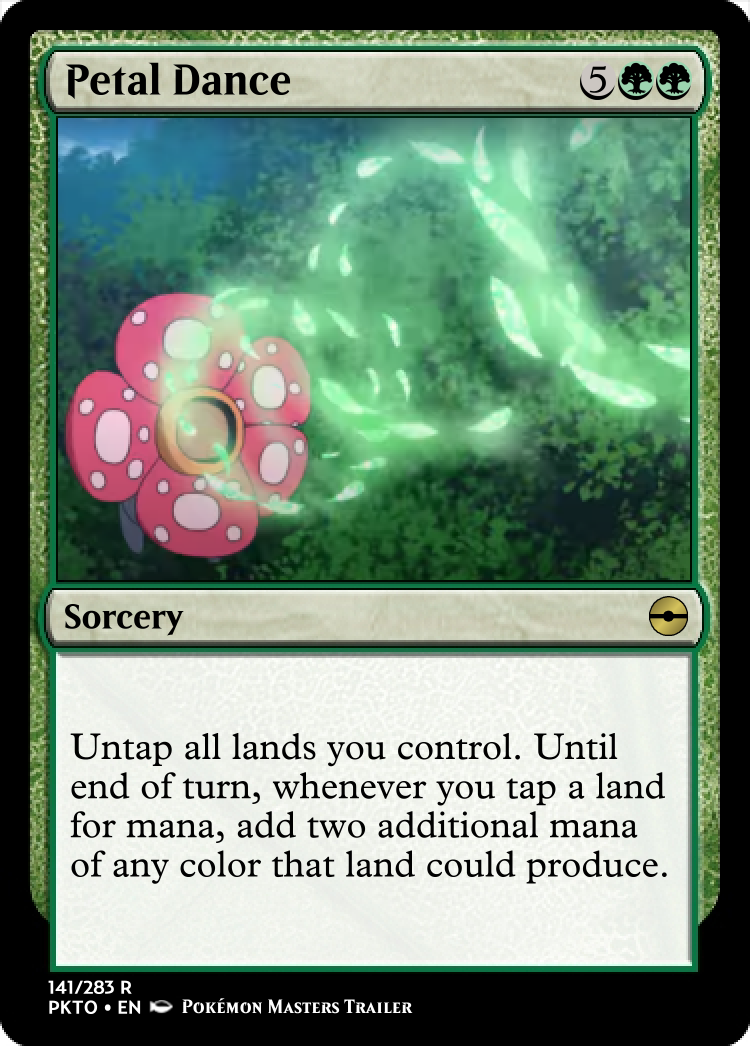 Petal Dance
5
Sorcery
Untap all lands you control. Until
end of turn, whenever you tap a land
for mana, add two additional mana
of any color that land could produce.
141/283 R
PKTO • EN Pokémon Masters Trailer